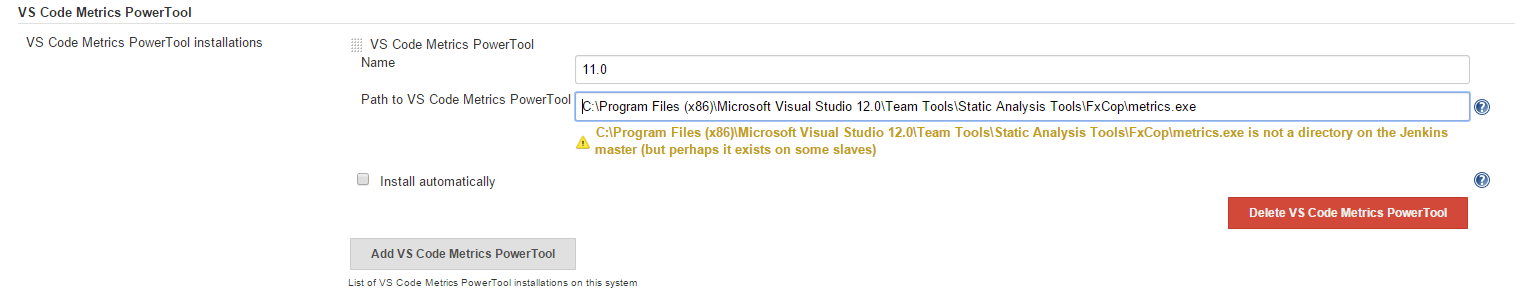 VS Code Metrics PowerTool
VS Code Metrics PowerTool installations
VS Code Metrics PowerTool
Name
11.0
Path to VS Code Metrics PowerTool
C:\Program Files (x86)\Microsoft Visual Studio 12.0\Team Tools\Static Analysis Tools\FxCop\metrics.exe
C:\Program Files (x86)\Microsoft Visual Studio 12.0\Team Tools\Static Analysis Tools\FxCop\metrics.exe is not a directory on the Jenkins
master (but perhaps it exists on some slaves)
Install automatically
Delete VS Code Metrics PowerTool
Add VS Code Metrics PowerTool
List of VS Code Metrics PowerTool installations on this system